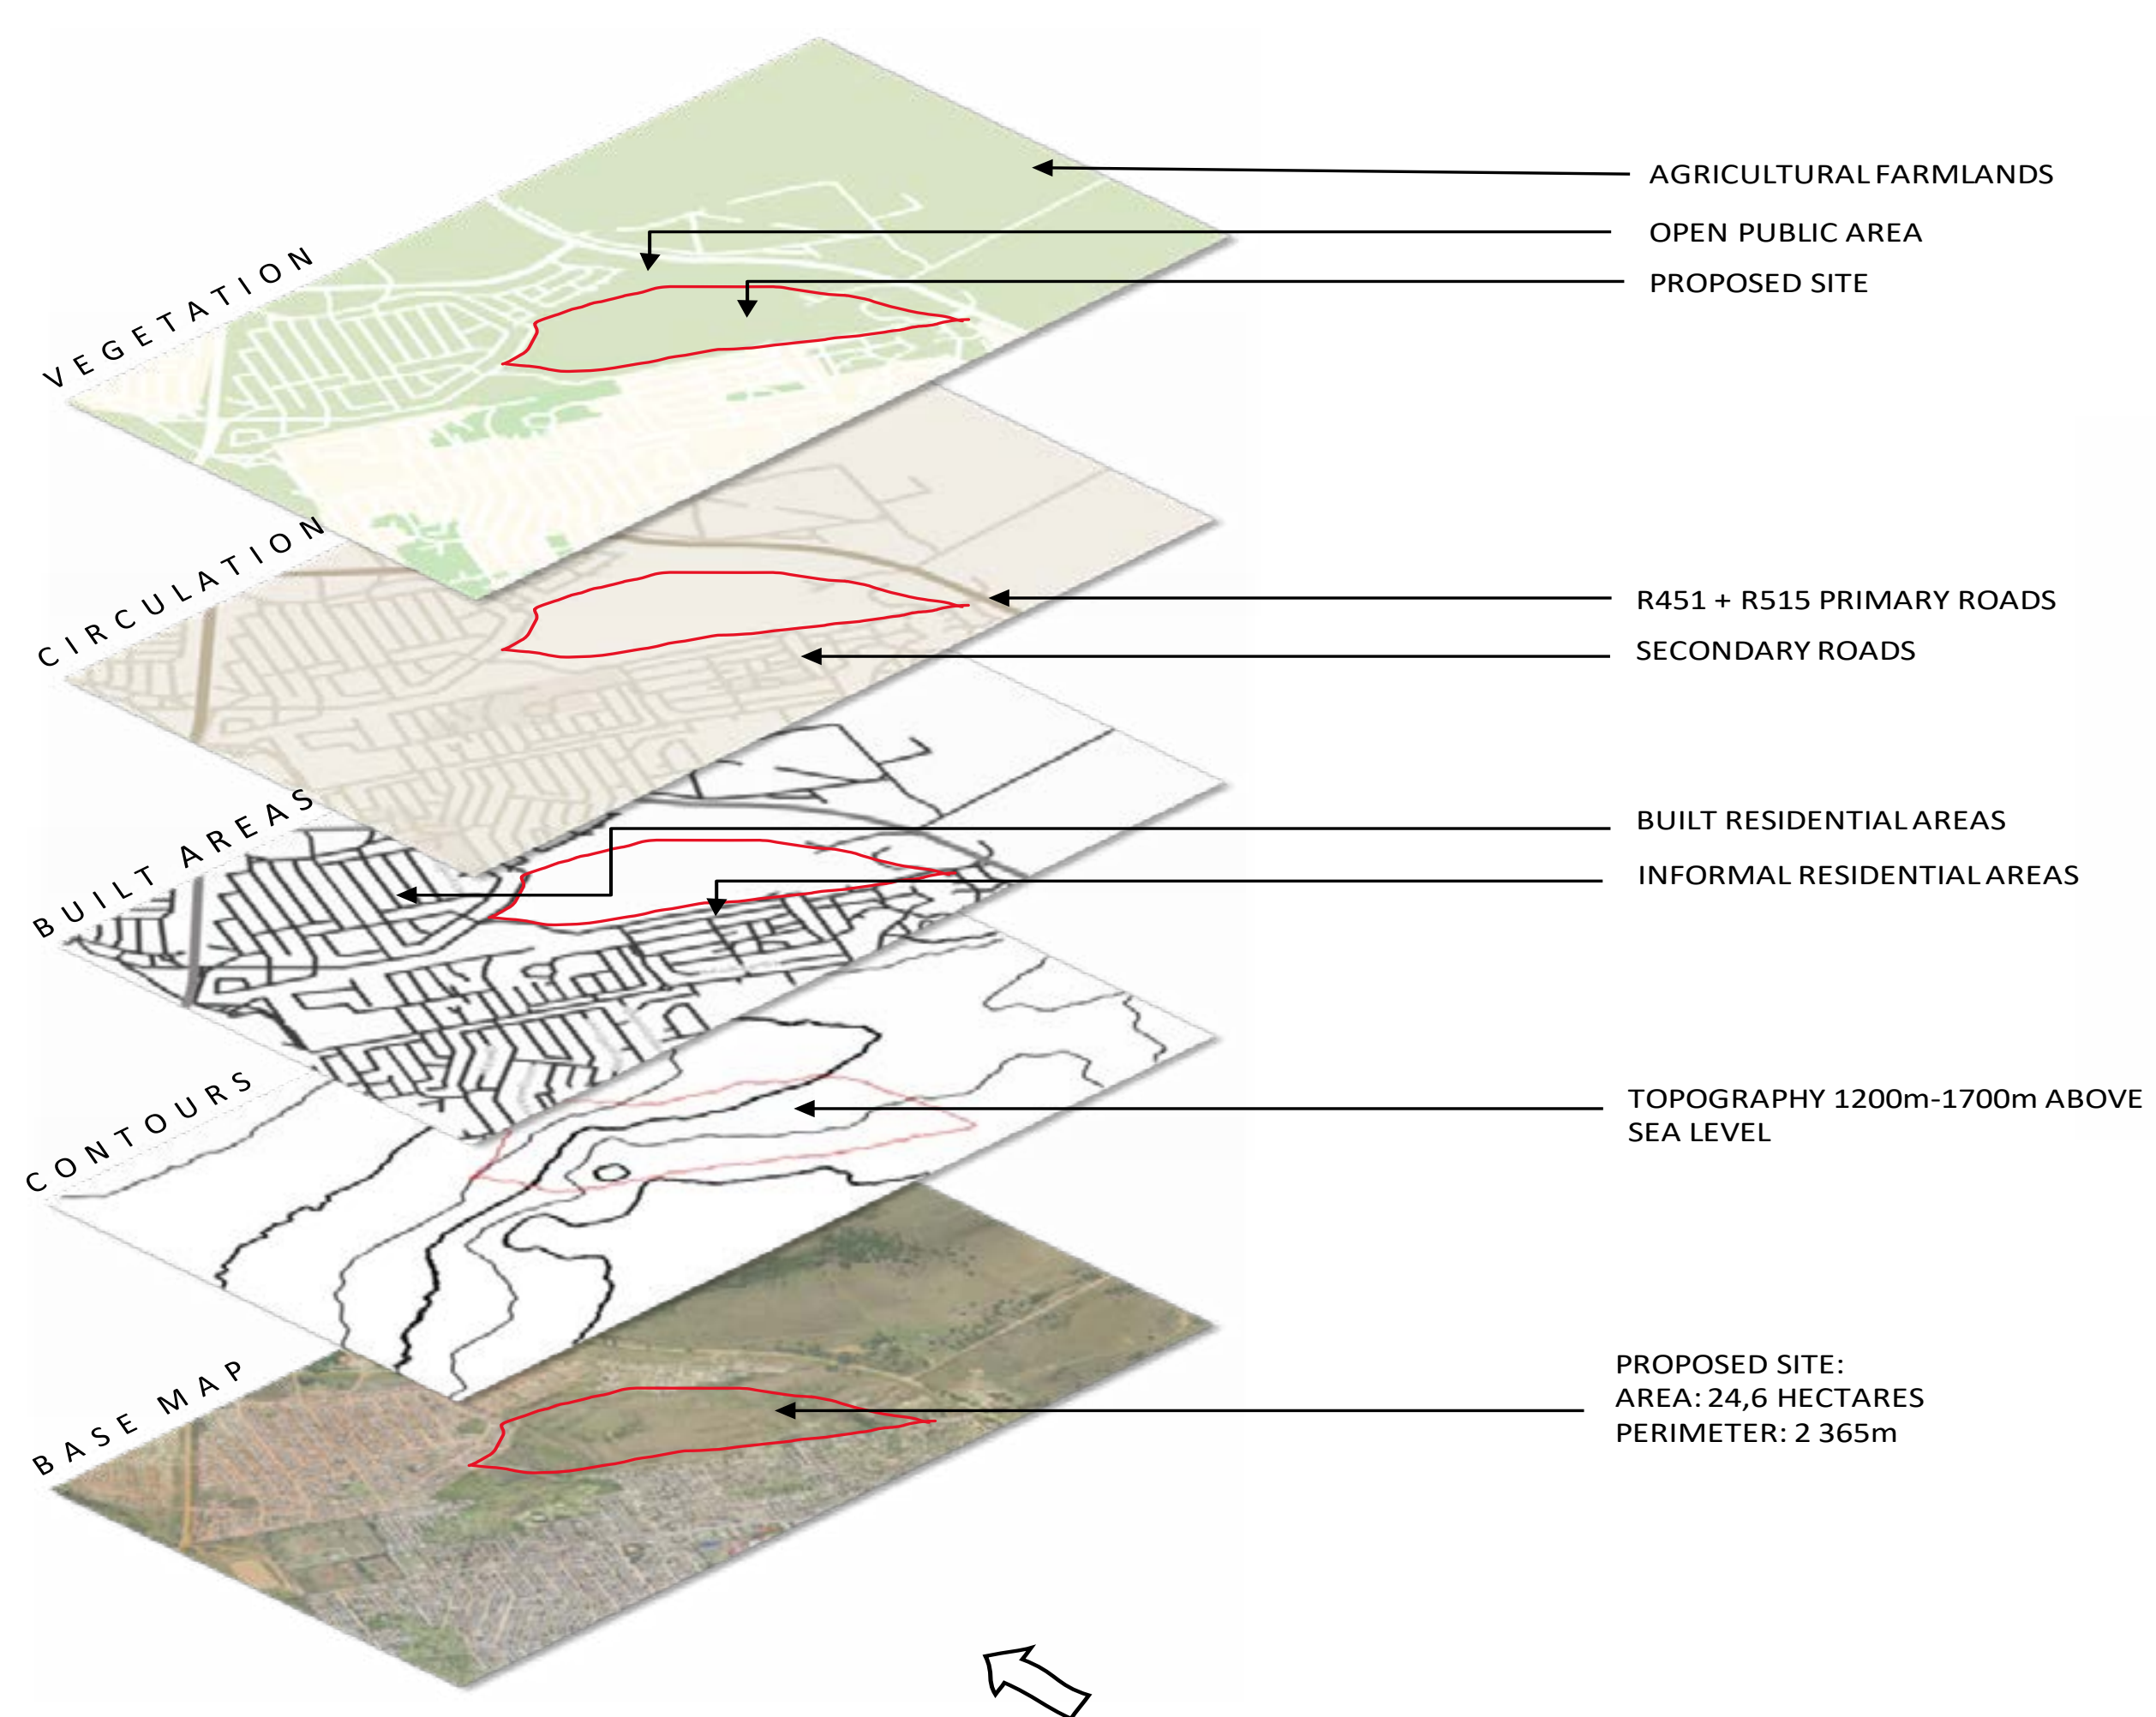 VEGETATION
AGRICULTURAL FARMLANDS
OPEN PUBLIC AREA
PROPOSED SITE
CIRCULATION
R451 + R515 PRIMARY ROADS
SECONDARY ROADS
BUILT AREAS
BUILT RESIDENTIAL AREAS
INFORMAL RESIDENTIAL AREAS
CONTOURS
TOPOGRAPHY 1200m-1700m ABOVE
SEA LEVEL
BASE MAP
PROPOSED SITE:
AREA: 24,6 HECTARES
PERIMETER: 2 365m